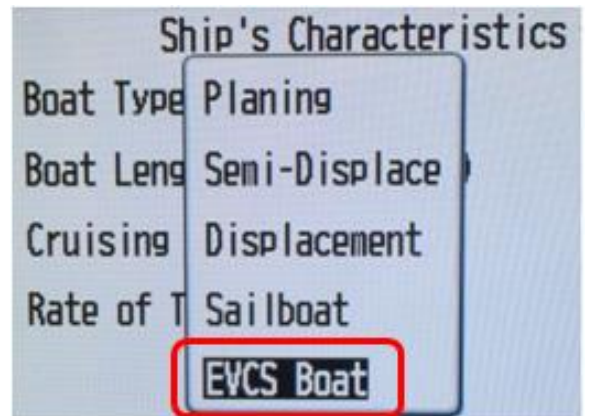 Ship's Characteristics
Boat Type Planing
Boat Leng Semi-Displace )
Cruising Displacement
Rate of T Sailboat
EVCS Boat